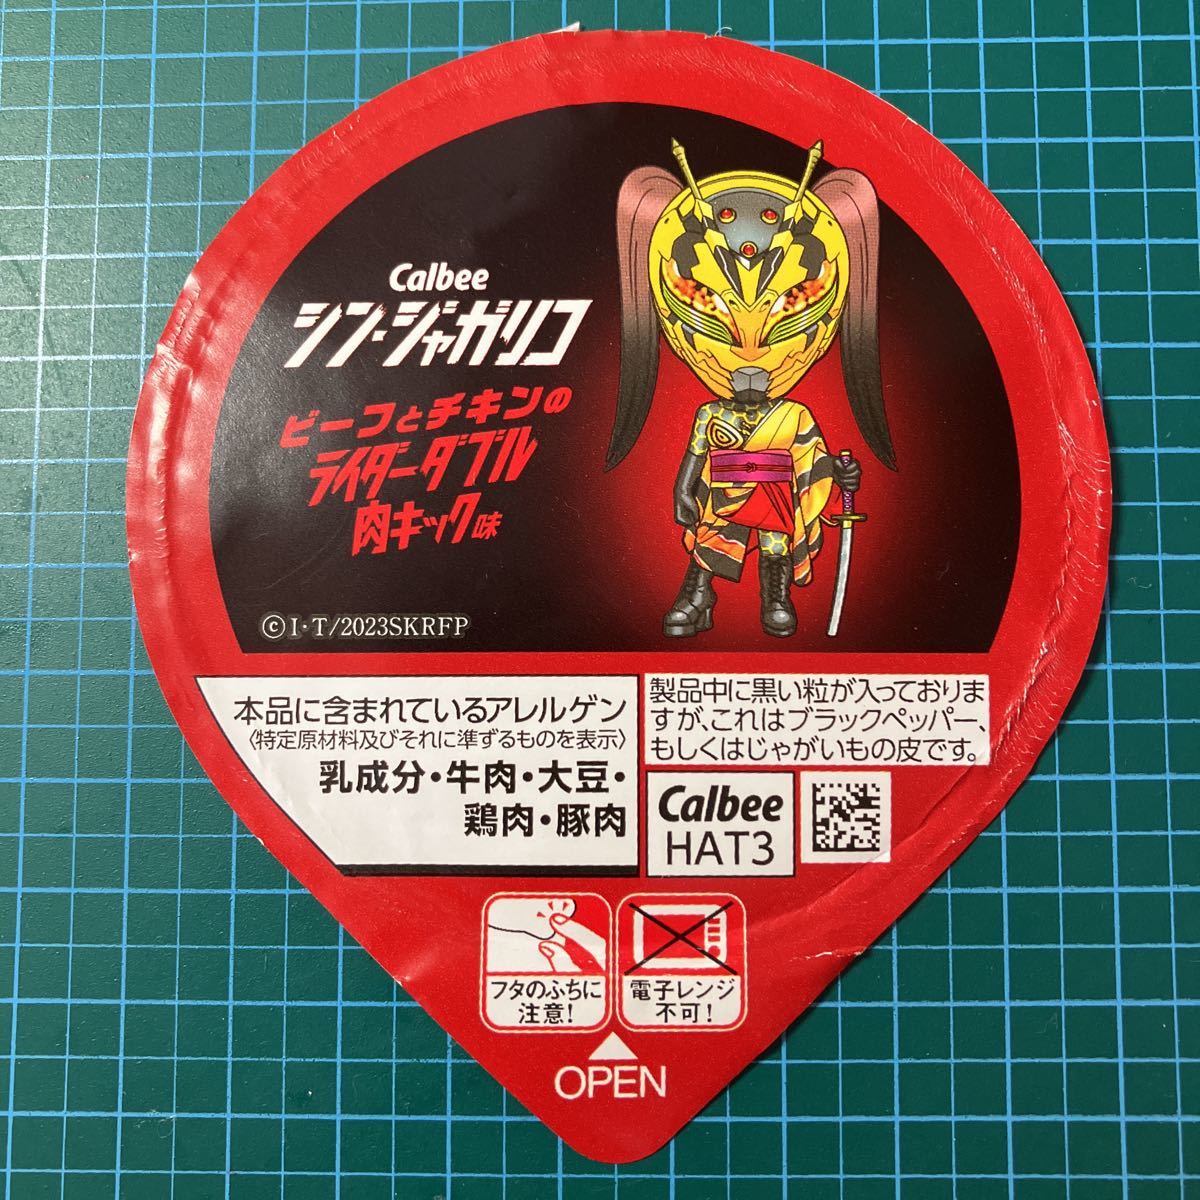 Calbee
シン・ジャガリコ
ビーフとチキンの
ライダーダブル
肉キック味
©I・T/2023SKRFP
本品に含まれているアレルゲン
〈特定原材料及びそれに準ずるものを表示〉
乳成分・牛肉・大豆・
鶏肉・豚肉
製品中に黒い粒が入っておりま
すが、これはブラックペッパー、
もしくはじゃがいもの皮です。
Calbee
HAT3
フタのふちに
注意!
電子レンジ
不可!
OPEN